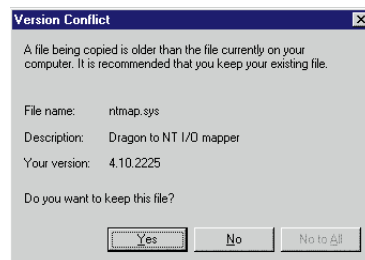 Version Conflict
A file being copied is older than the file currently on your
computer. It is recommended that you keep your existing file.
File name: ntmap.sys
Description: Dragon to NT I/O mapper
Your version: 4.10.2225
Do you want to keep this file?
Yes No No to All